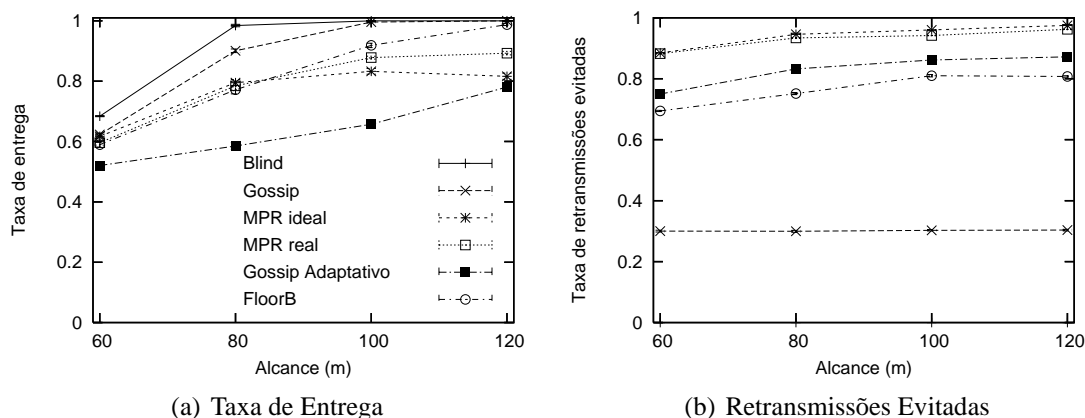 1
0.8
0.6
0.4
0.2
0
60
80
100
120
Taxa de entrega
Alcance (m)
Blind
Gossip
MPR ideal
MPR real
Gossip Adaptativo
FloorB
(a) Taxa de Entrega
1
0.8
0.6
0.4
0.2
0
60
80
100
120
Taxa de retransmissões evitadas
Alcance (m)
(b) Retransmissões Evitadas